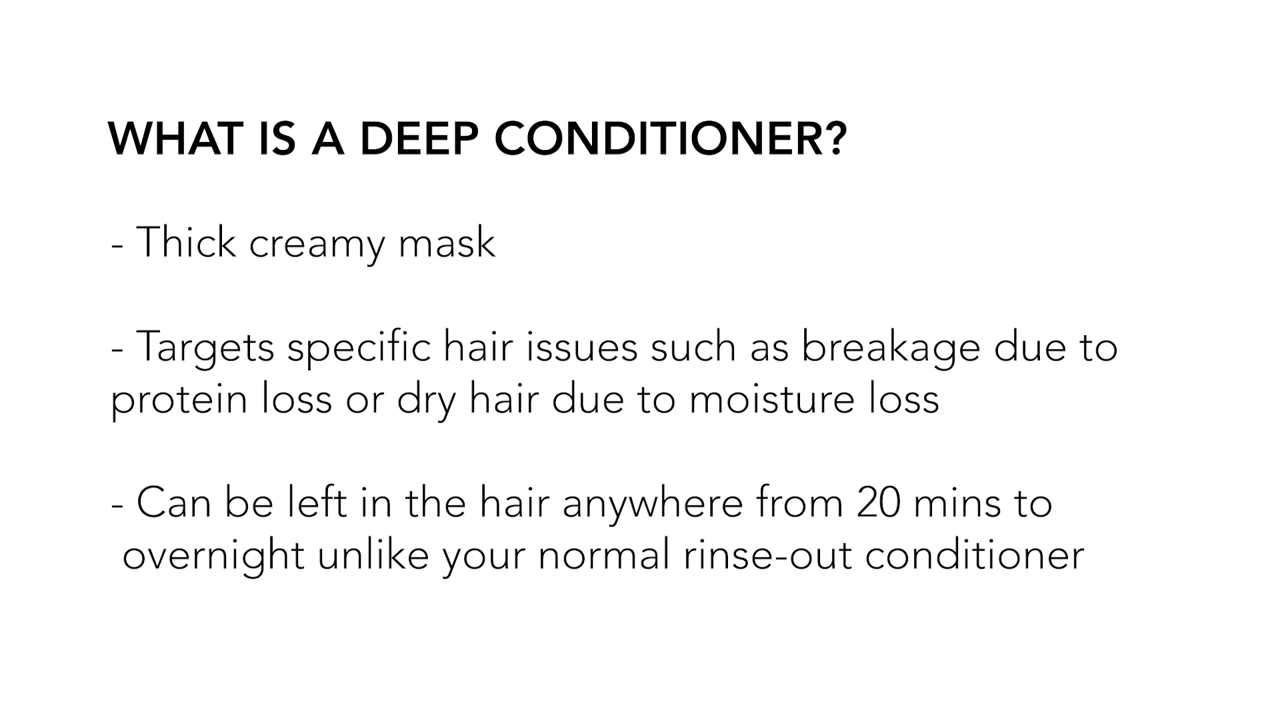 WHAT IS A DEEP CONDITIONER?
- Thick creamy mask
- Targets specific hair issues such as breakage due to
protein loss or dry hair due to moisture loss
- Can be left in the hair anywhere from 20 mins to
overnight unlike your normal rinse-out conditioner